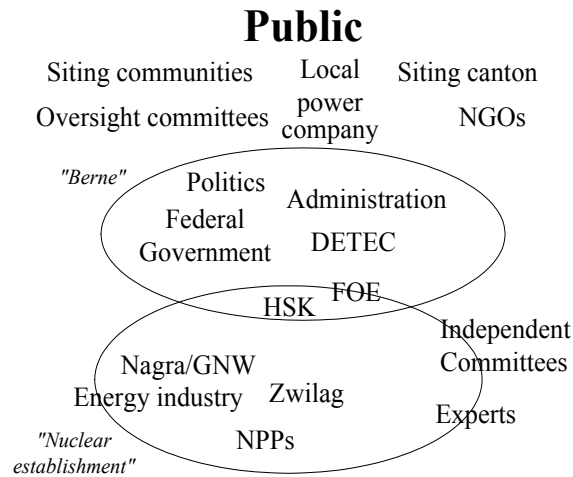 Public
Siting communities
Local
power
company
Siting canton
Oversight committees
NGOs
"Berne"
Politics
Administration
Federal
Government
DETEC
FOE
HSK
Independent
Committees
Nagra/GNW
Energy industry
Zwilag
Experts
NPPs
"Nuclear
establishment"